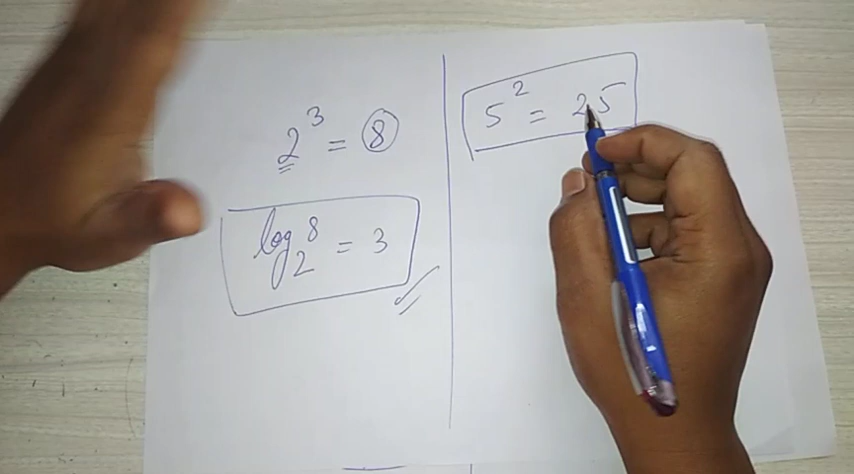 2³ = 8
log₂⁸ = 3
5² = 25